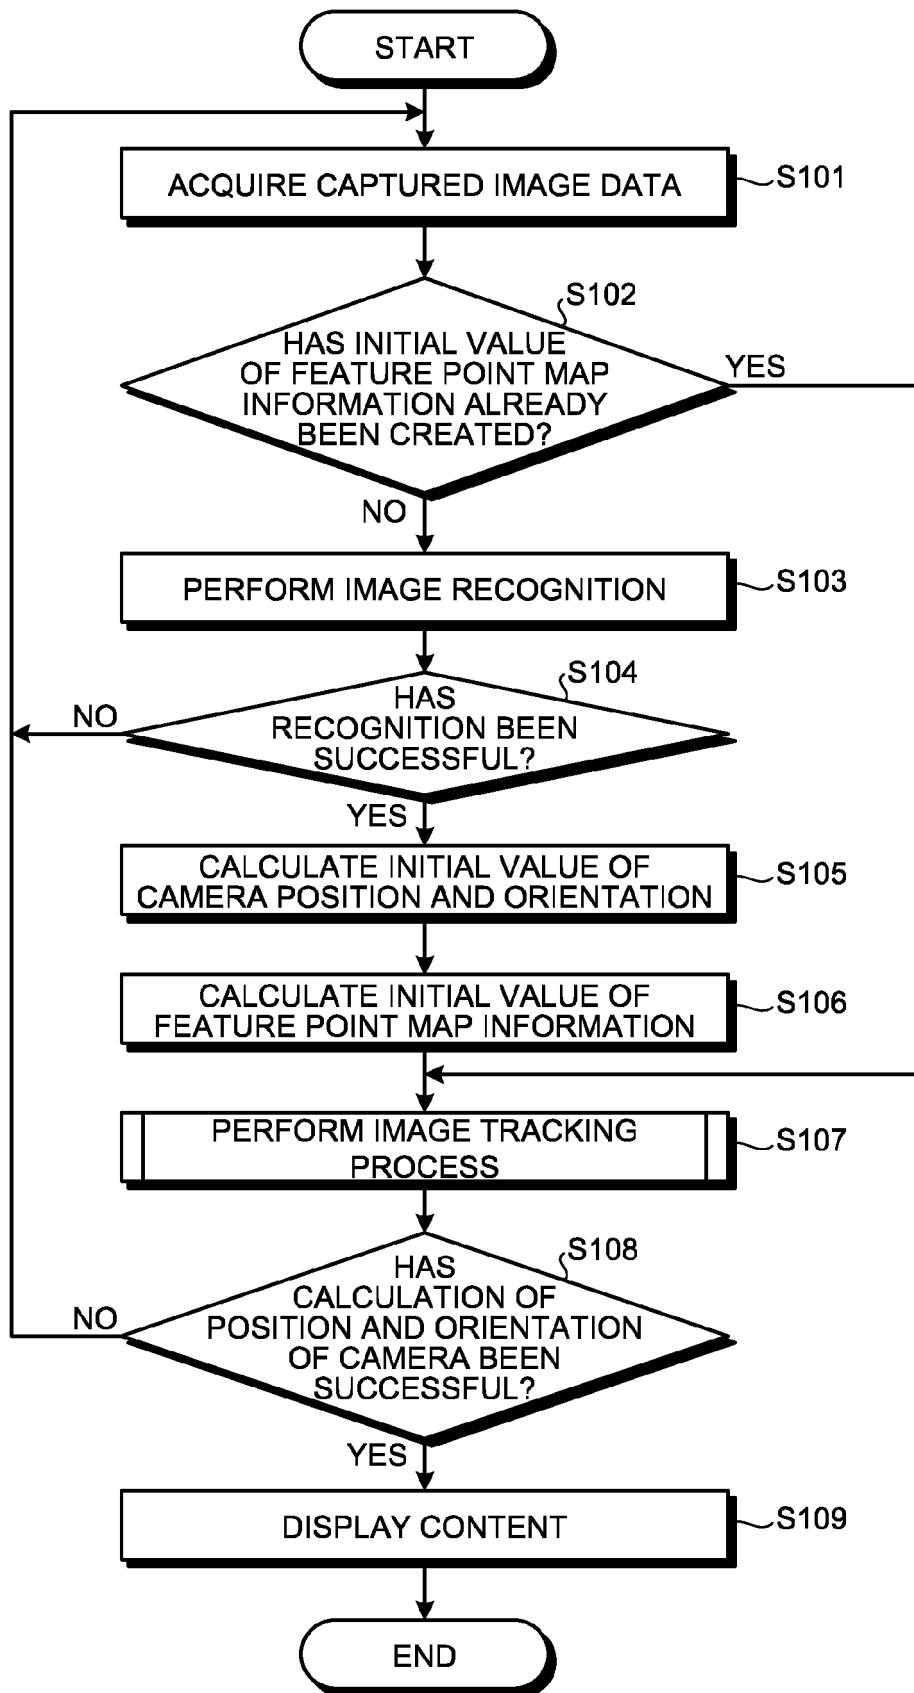 START
ACQUIRE CAPTURED IMAGE DATA
S101
S102
HAS INITIAL VALUE
OF FEATURE POINT MAP
INFORMATION ALREADY
BEEN CREATED?
YES
NO
PERFORM IMAGE RECOGNITION
S103
S104
HAS
RECOGNITION BEEN
SUCCESSFUL?
NO
YES
CALCULATE INITIAL VALUE OF
CAMERA POSITION AND ORIENTATION
S105
CALCULATE INITIAL VALUE OF
FEATURE POINT MAP INFORMATION
S106
PERFORM IMAGE TRACKING
PROCESS
S107
S108
HAS
CALCULATION OF
POSITION AND ORIENTATION
OF CAMERA BEEN
SUCCESSFUL?
NO
YES
DISPLAY CONTENT
S109
END